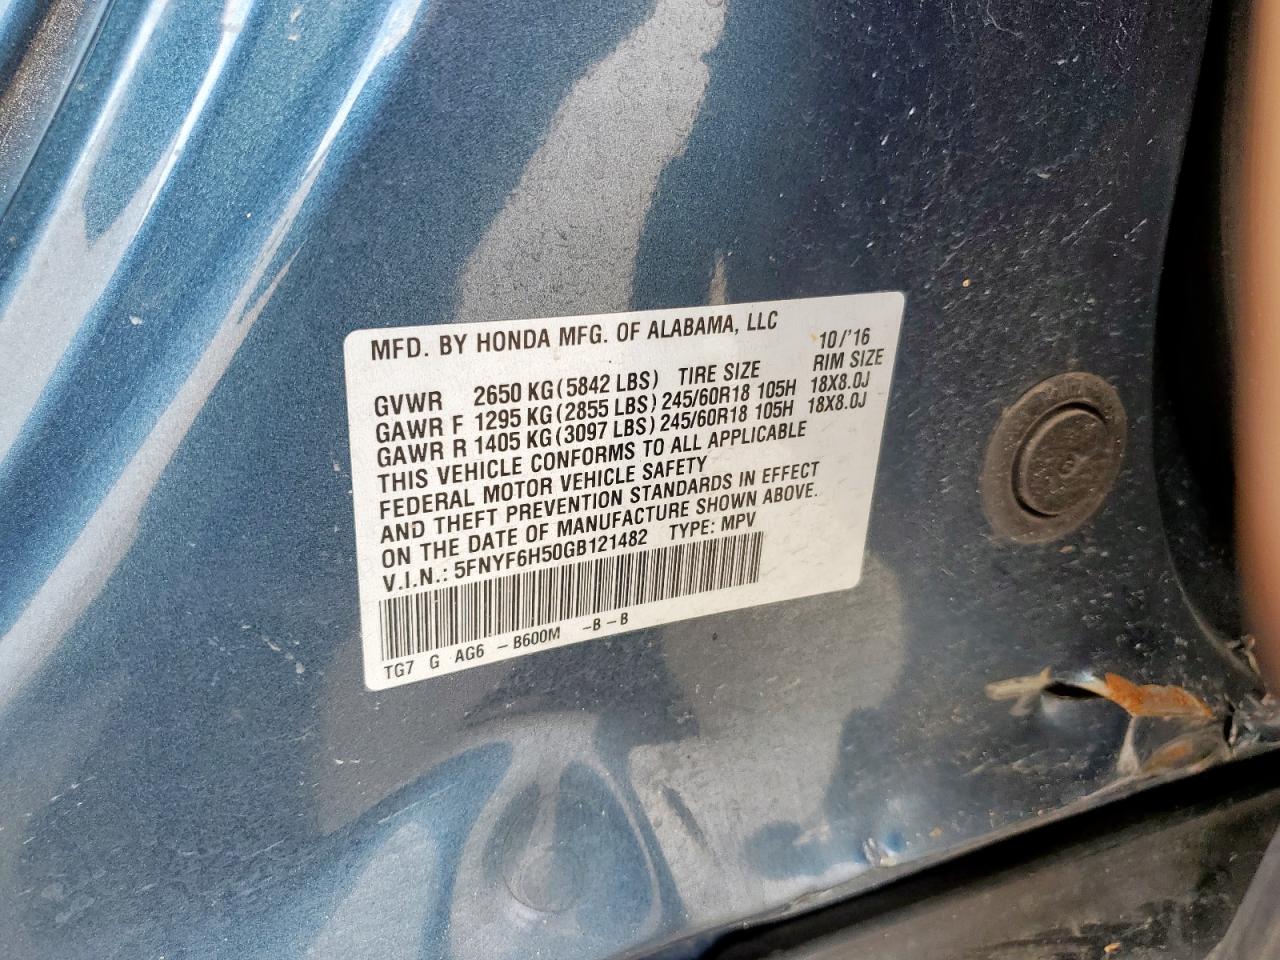 MFD. BY HONDA MFG. OF ALABAMA, LLC 10/'16
GVWR 2650 KG(5842 LBS) TIRE SIZE RIM SIZE
GAWR F 1295 KG(2855 LBS)245/60R18 105H 18X8.0J
GAWR R 1405 KG(3097 LBS)245/60R18 105H 18X8.0J
THIS VEHICLE CONFORMS TO ALL APPLICABLE
FEDERAL MOTOR VEHICLE SAFETY
AND THEFT PREVENTION STANDARDS IN EFFECT
ON THE DATE OF MANUFACTURE SHOWN ABOVE.
V.I.N.: 5FNYF6H50GB121482 TYPE: MPV
TG7 G AG6 -B600M -B-B